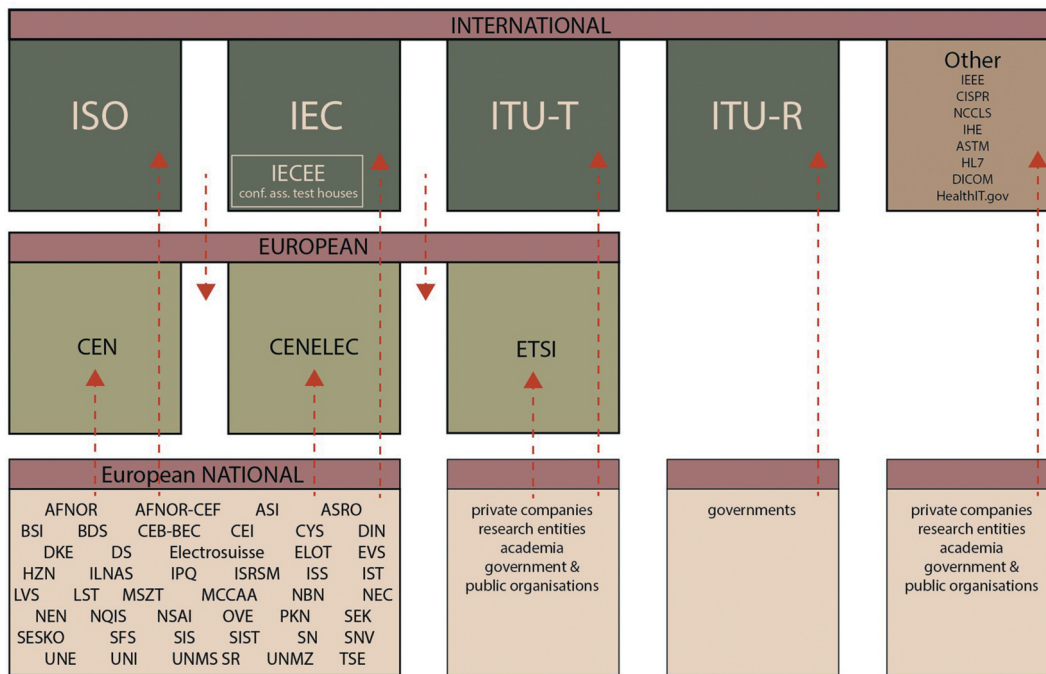 INTERNATIONAL
ISO
IEC
IECEE
conf. ass. test houses
ITU-T
ITU-R
Other
IEEE
CISPR
NCCLS
IHE
ASTM
HL7
DICOM
HealthIT.gov
EUROPEAN
CEN
CENELEC
ETSI
European NATIONAL
AFNOR AFNOR-CEF ASI ASRO
BSI BDS CEB-BEC CEI CYS DIN
DKE DS Electrosuisse ELOT EVS
HZN ILNAS IPQ ISRSM ISS IST
LVS LST MSZT MCCAA NBN NEC
NEN NQIS NSAI OVE PKN SEK
SESKO SFS SIS SIST SN SNV
UNE UNI UNMS SR UNMZ TSE
private companies
research entities
academia
government &
public organisations
governments
private companies
research entities
academia
government &
public organisations